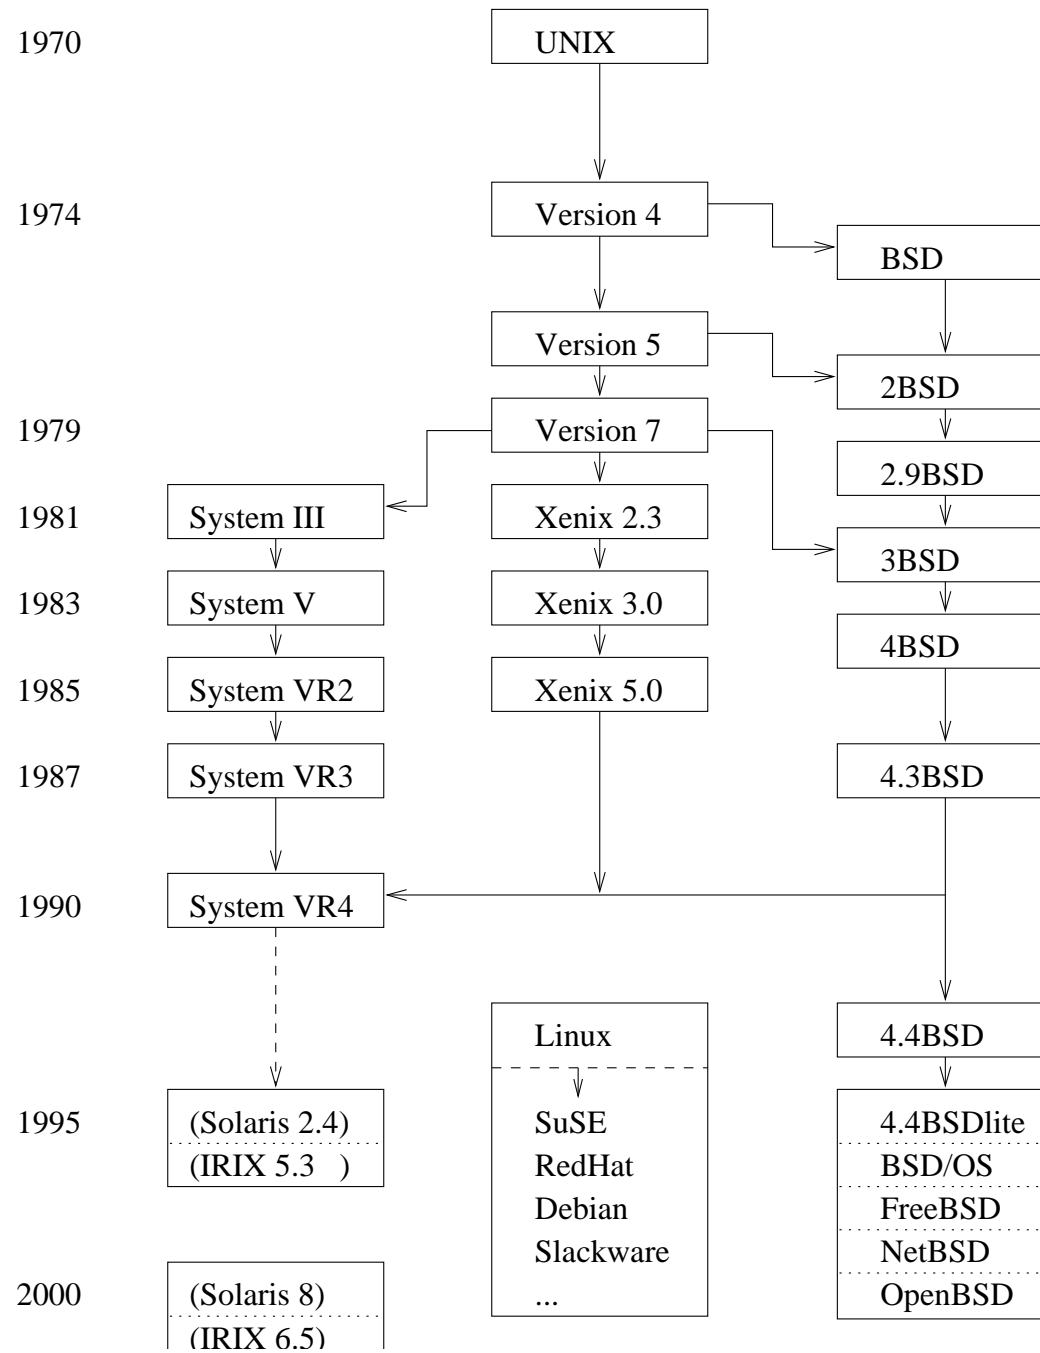 1970 UNIX
1974 Version 4
BSD
Version 5
2BSD
1979 Version 7
2.9BSD
1981 System III Xenix 2.3
3BSD
1983 System V Xenix 3.0
4BSD
1985 System VR2 Xenix 5.0
1987 System VR3 4.3BSD
1990 System VR4
Linux 4.4BSD
1995 (Solaris 2.4) SuSE 4.4BSDlite
(IRIX 5.3 ) RedHat BSD/OS
Debian FreeBSD
Slackware NetBSD
2000 (Solaris 8) ... OpenBSD
(IRIX 6.5)